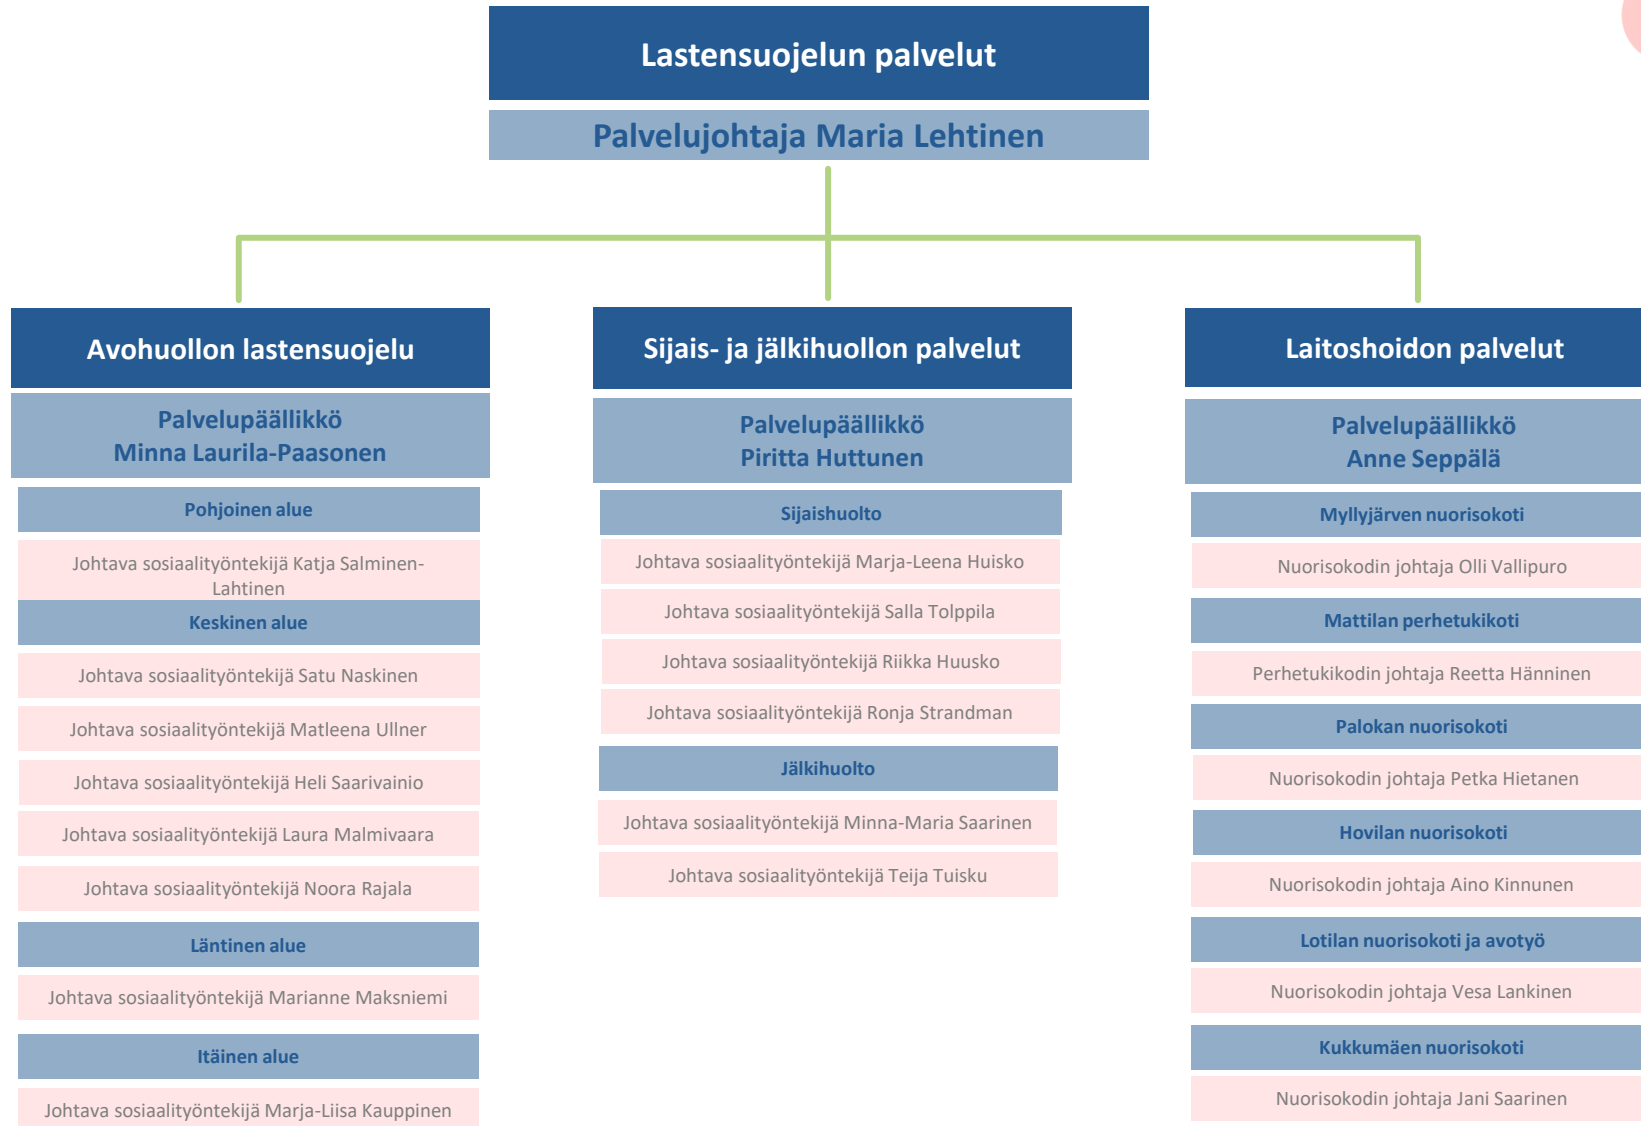 Lastensuojelun palvelut
Palvelujohtaja Maria Lehtinen
Avohuollon lastensuojelu
Palvelupäällikkö
Minna Laurila-Paasonen
Pohjoinen alue
Johtava sosiaalityöntekijä Katja Salminen-
Lahtinen
Keskinen alue
Johtava sosiaalityöntekijä Satu Naskinen
Johtava sosiaalityöntekijä Matleena Ullner
Johtava sosiaalityöntekijä Heli Saarivainio
Johtava sosiaalityöntekijä Laura Malmivaara
Johtava sosiaalityöntekijä Noora Rajala
Läntinen alue
Johtava sosiaalityöntekijä Marianne Maksniemi
Itäinen alue
Johtava sosiaalityöntekijä Marja-Liisa Kauppinen
Sijais- ja jälkihuollon palvelut
Palvelupäällikkö
Piritta Huttunen
Sijaishuolto
Johtava sosiaalityöntekijä Marja-Leena Huisko
Johtava sosiaalityöntekijä Salla Tolppila
Johtava sosiaalityöntekijä Riikka Huusko
Johtava sosiaalityöntekijä Ronja Strandman
Jälkihuolto
Johtava sosiaalityöntekijä Minna-Maria Saarinen
Johtava sosiaalityöntekijä Teija Tuisku
Laitoshoidon palvelut
Palvelupäällikkö
Anne Seppälä
Myllyjärven nuorisokoti
Nuorisokodin johtaja Olli Vallipuro
Mattilan perhetukikoti
Perhetukikodin johtaja Reetta Hänninen
Palokan nuorisokoti
Nuorisokodin johtaja Petka Hietanen
Hovilan nuorisokoti
Nuorisokodin johtaja Aino Kinnunen
Lotilan nuorisokoti ja avotyö
Nuorisokodin johtaja Vesa Lankinen
Kukkumäen nuorisokoti
Nuorisokodin johtaja Jani Saarinen